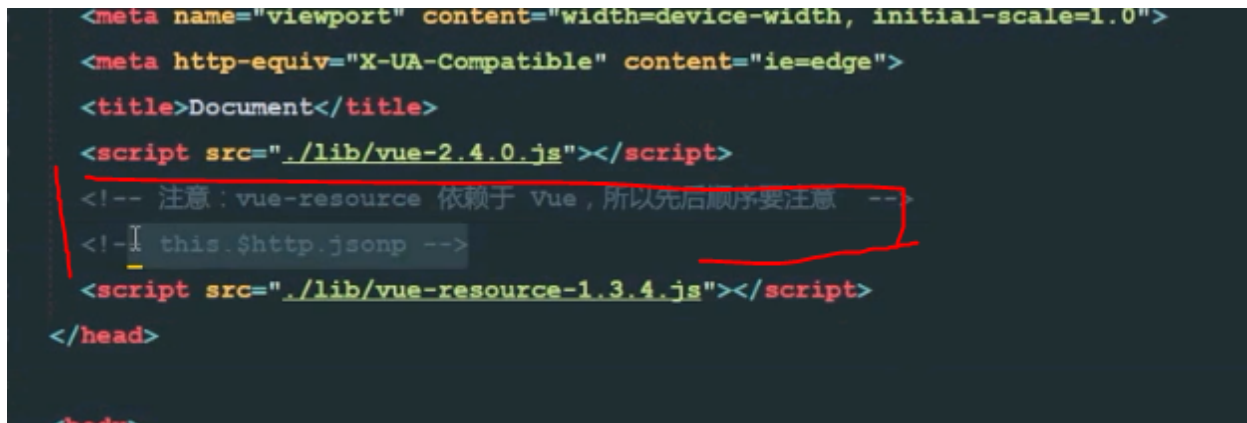 <meta name="viewport" content="width=device-width, initial-scale=1.0">
<meta http-equiv="X-UA-Compatible" content="ie=edge">
<title>Document</title>
<script src="./lib/vue-2.4.0.js"></script>
<!-- 注意：vue-resource 依赖于 Vue，所以先后顺序要注意  -->
<!-- this.$http.jsonp -->
<script src="./lib/vue-resource-1.3.4.js"></script>
</head>